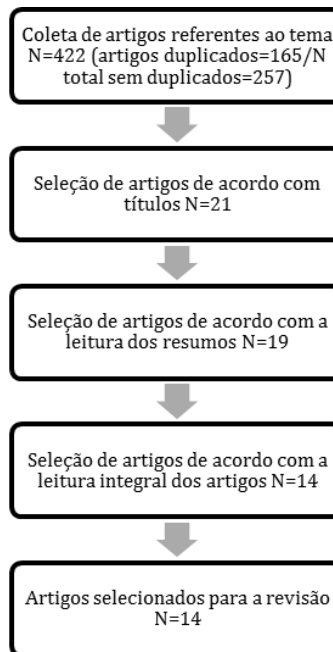 Coleta de artigos referentes ao tema
N=422 (artigos duplicados=165/N
total sem duplicados=257)
Seleção de artigos de acordo com
títulos N=21
Seleção de artigos de acordo com a
leitura dos resumos N=19
Seleção de artigos de acordo com a
leitura integral dos artigos N=14
Artigos selecionados para a revisão
N=14